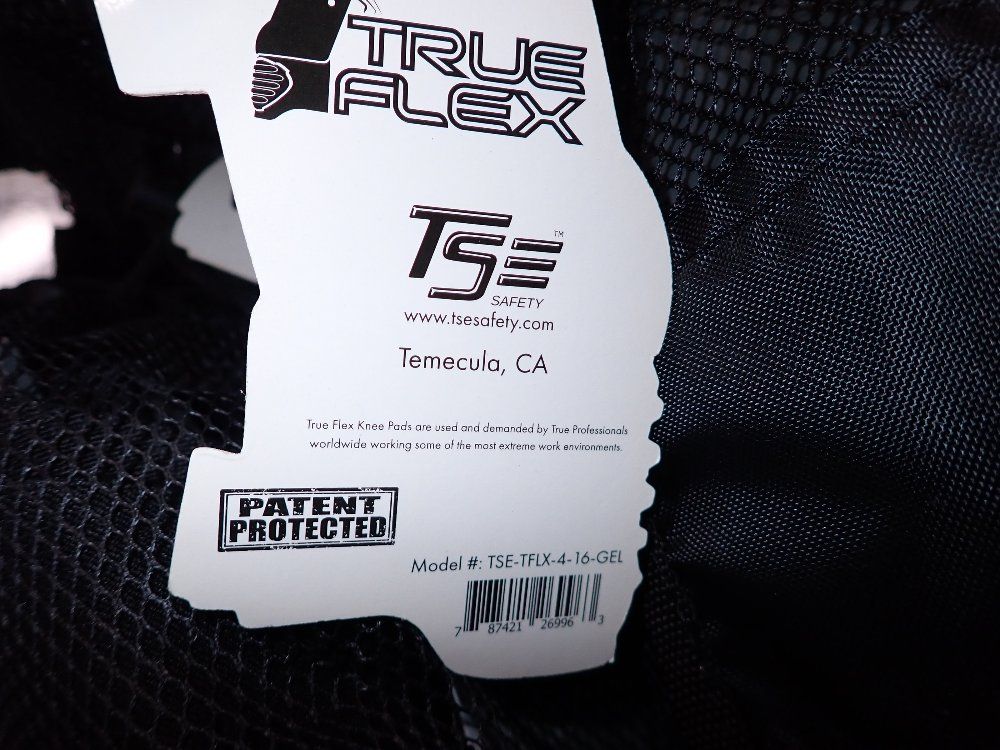 TRUE
FLEX
TSE™
SAFETY
www.tsesafety.com
Temecula, CA
True Flex Knee Pads are used and demanded by True Professionals
worldwide working some of the most extreme work environments.
PATENT
PROTECTED
Model #: TSE-TFLX-4-16-GEL
7 87421 26996 3